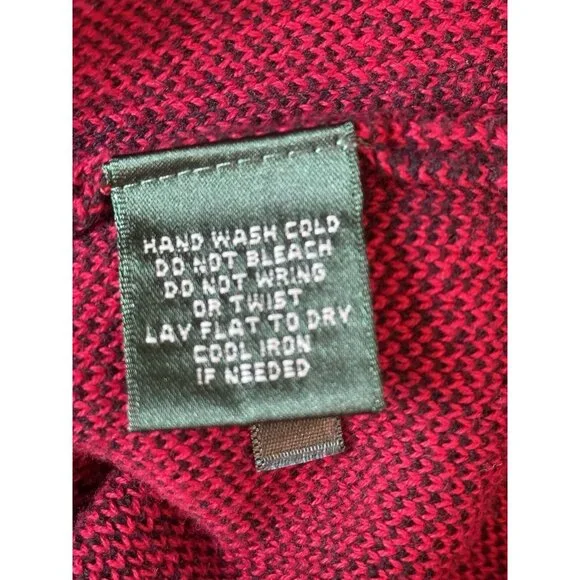 HAND WASH COLD
DO NOT BLEACH
DO NOT WRING
OR TWIST
LAY FLAT TO DRY
COOL IRON
IF NEEDED